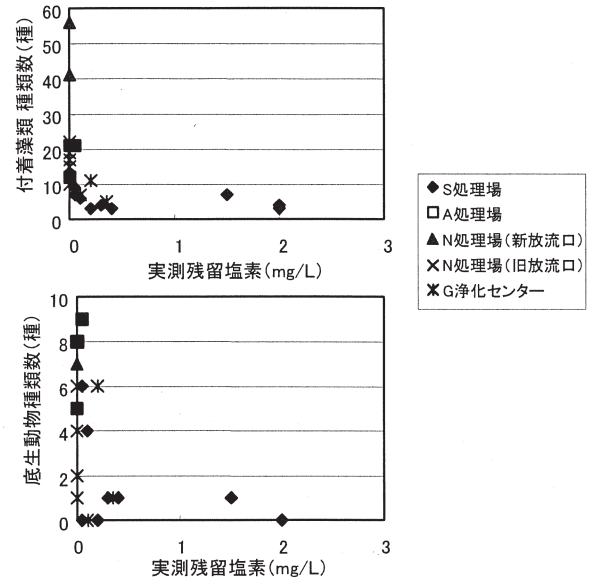 付着藻類 種類数(種)
60
50
40
30
20
10
0
0
1
2
3
実測残留塩素(mg/L)
◆S処理場
□A処理場
▲N処理場(新放流口)
×N処理場(旧放流口)
G浄化センター
底生動物種類数(種)
10
8
6
4
2
0
0
1
2
3
実測残留塩素(mg/L)